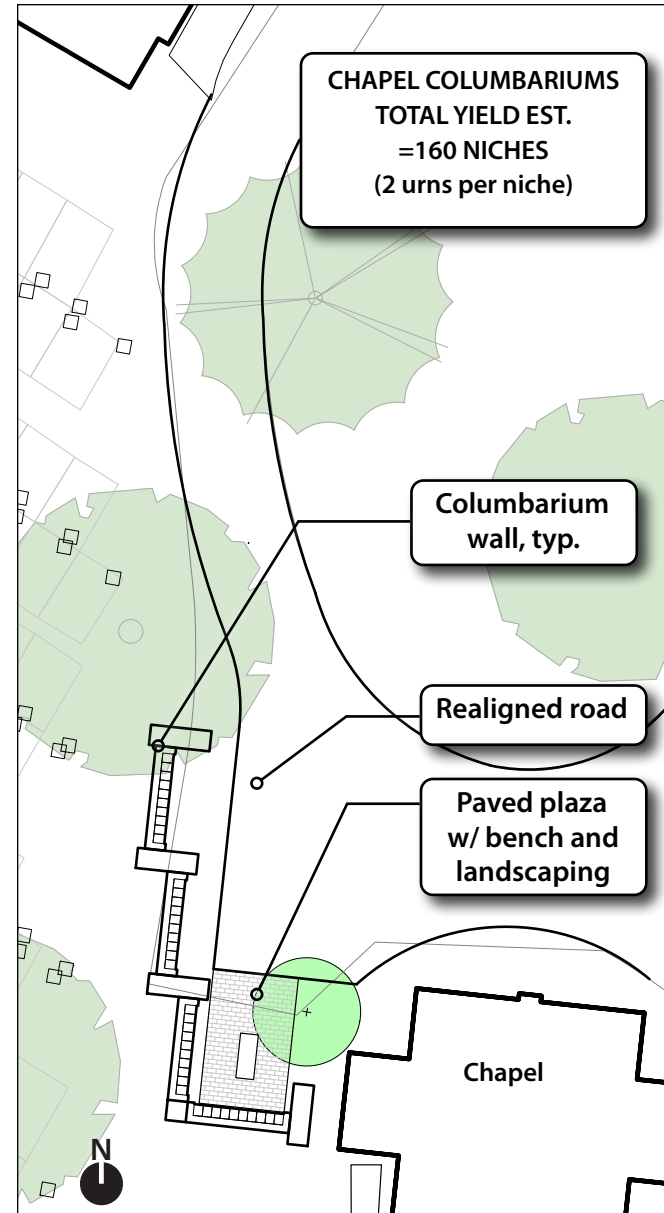 CHAPEL COLUMBARIUMS
TOTAL YIELD EST.
=160 NICHES
(2 urns per niche)
Columbarium
wall, typ.
Realigned road
Paved plaza
w/ bench and
landscaping
Chapel
N